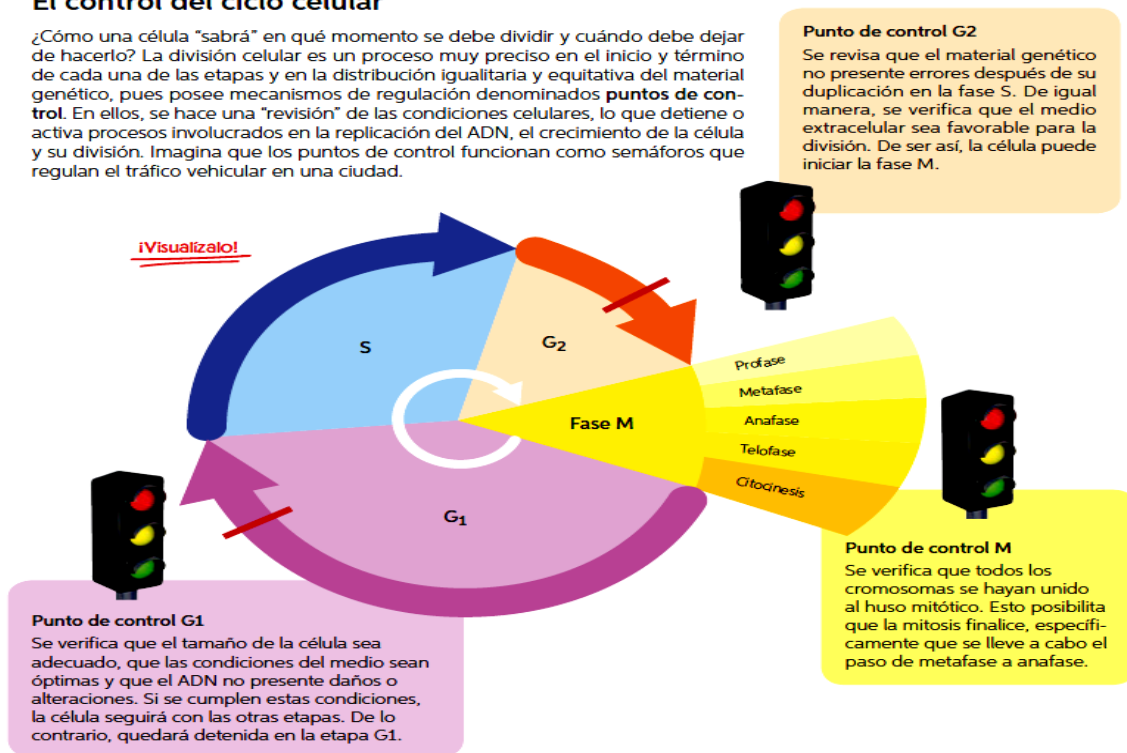 El control del ciclo celular
¿Cómo una célula “sabrá” en qué momento se debe dividir y cuándo debe dejar
de hacerlo? La división celular es un proceso muy preciso en el inicio y término
de cada una de las etapas y en la distribución igualitaria y equitativa del material
genético, pues posee mecanismos de regulación denominados puntos de con-
trol. En ellos, se hace una “revisión” de las condiciones celulares, lo que detiene o
activa procesos involucrados en la replicación del ADN, el crecimiento de la célula
y su división. Imagina que los puntos de control funcionan como semáforos que
regulan el tráfico vehicular en una ciudad.
Punto de control G2
Se revisa que el material genético
no presente errores después de su
duplicación en la fase S. De igual
manera, se verifica que el medio
extracelular sea favorable para la
división. De ser así, la célula puede
iniciar la fase M.
¡Visualízalo!
S
G2
Fase M
Profase
Metafase
Anafase
Telofase
Citocinesis
G1
Punto de control M
Se verifica que todos los
cromosomas se hayan unido
al huso mitótico. Esto posibilita
que la mitosis finalice, específi-
camente que se lleve a cabo el
paso de metafase a anafase.
Punto de control G1
Se verifica que el tamaño de la célula sea
adecuado, que las condiciones del medio sean
óptimas y que el ADN no presente daños o
alteraciones. Si se cumplen estas condiciones,
la célula seguirá con las otras etapas. De lo
contrario, quedará detenida en la etapa G1.